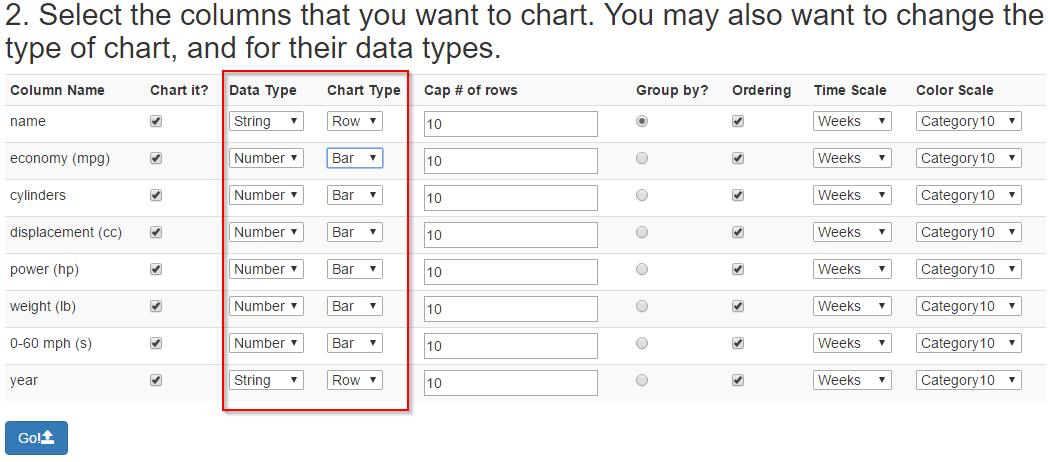 2. Select the columns that you want to chart. You may also want to change the
type of chart, and for their data types.
Column Name Chart it? Data Type Chart Type Cap # of rows Group by? Ordering Time Scale Color Scale
name String Row 10 Weeks Category10
economy (mpg) Number Bar 10 Weeks Category10
cylinders Number Bar 10 Weeks Category10
displacement (cc) Number Bar 10 Weeks Category10
power (hp) Number Bar 10 Weeks Category10
weight (lb) Number Bar 10 Weeks Category10
0-60 mph (s) Number Bar 10 Weeks Category10
year String Row 10 Weeks Category10
Go!